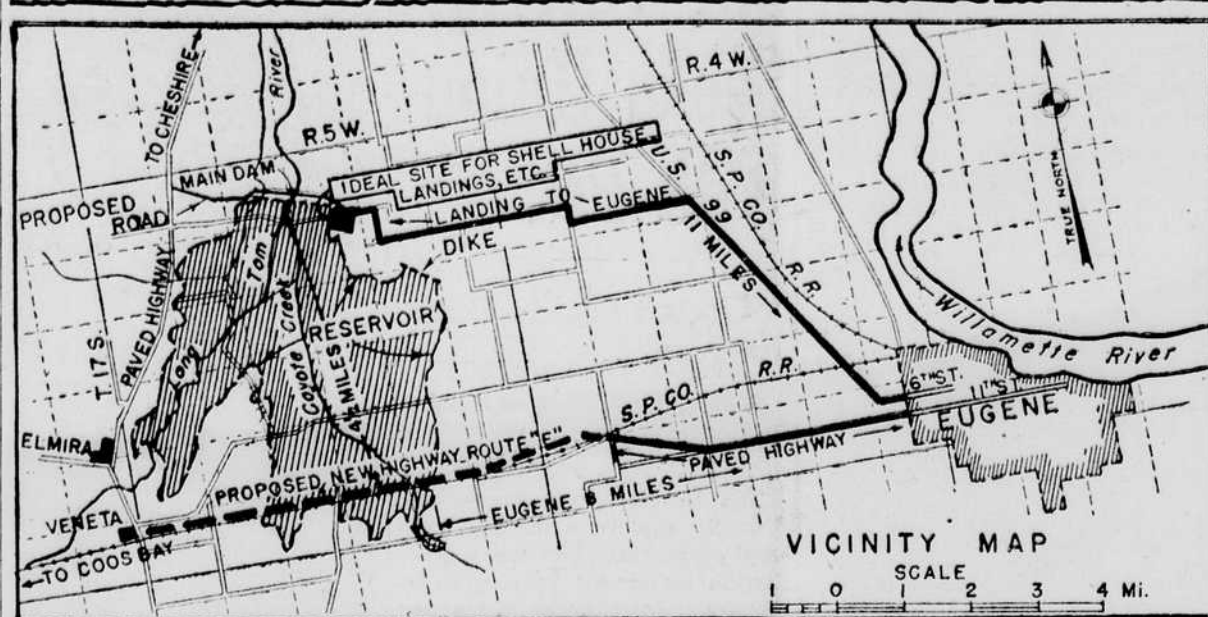 TO CHESHIRE
River
R.4 W.
R.5 W.
MAIN DAM
PROPOSED
ROAD
IDEAL SITE FOR SHELL HOUSE,
LANDINGS, ETC.
LANDING TO EUGENE
11 MILES
U.S. 99
S. P. CO. R. R.
TRUE NORTH
DIKE
PAVED HIGHWAY
T. 17 S.
Long Tom
Coyote Creek
4½ MILES
RESERVOIR
Willamette River
S. P. CO. R.R.
6TH ST.
11TH ST.
EUGENE
ELMIRA
PROPOSED NEW HIGHWAY ROUTE "E"
PAVED HIGHWAY
EUGENE 8 MILES
VENETA
TO COOS BAY
VICINITY MAP
SCALE
1 0 1 2 3 4 Mi.